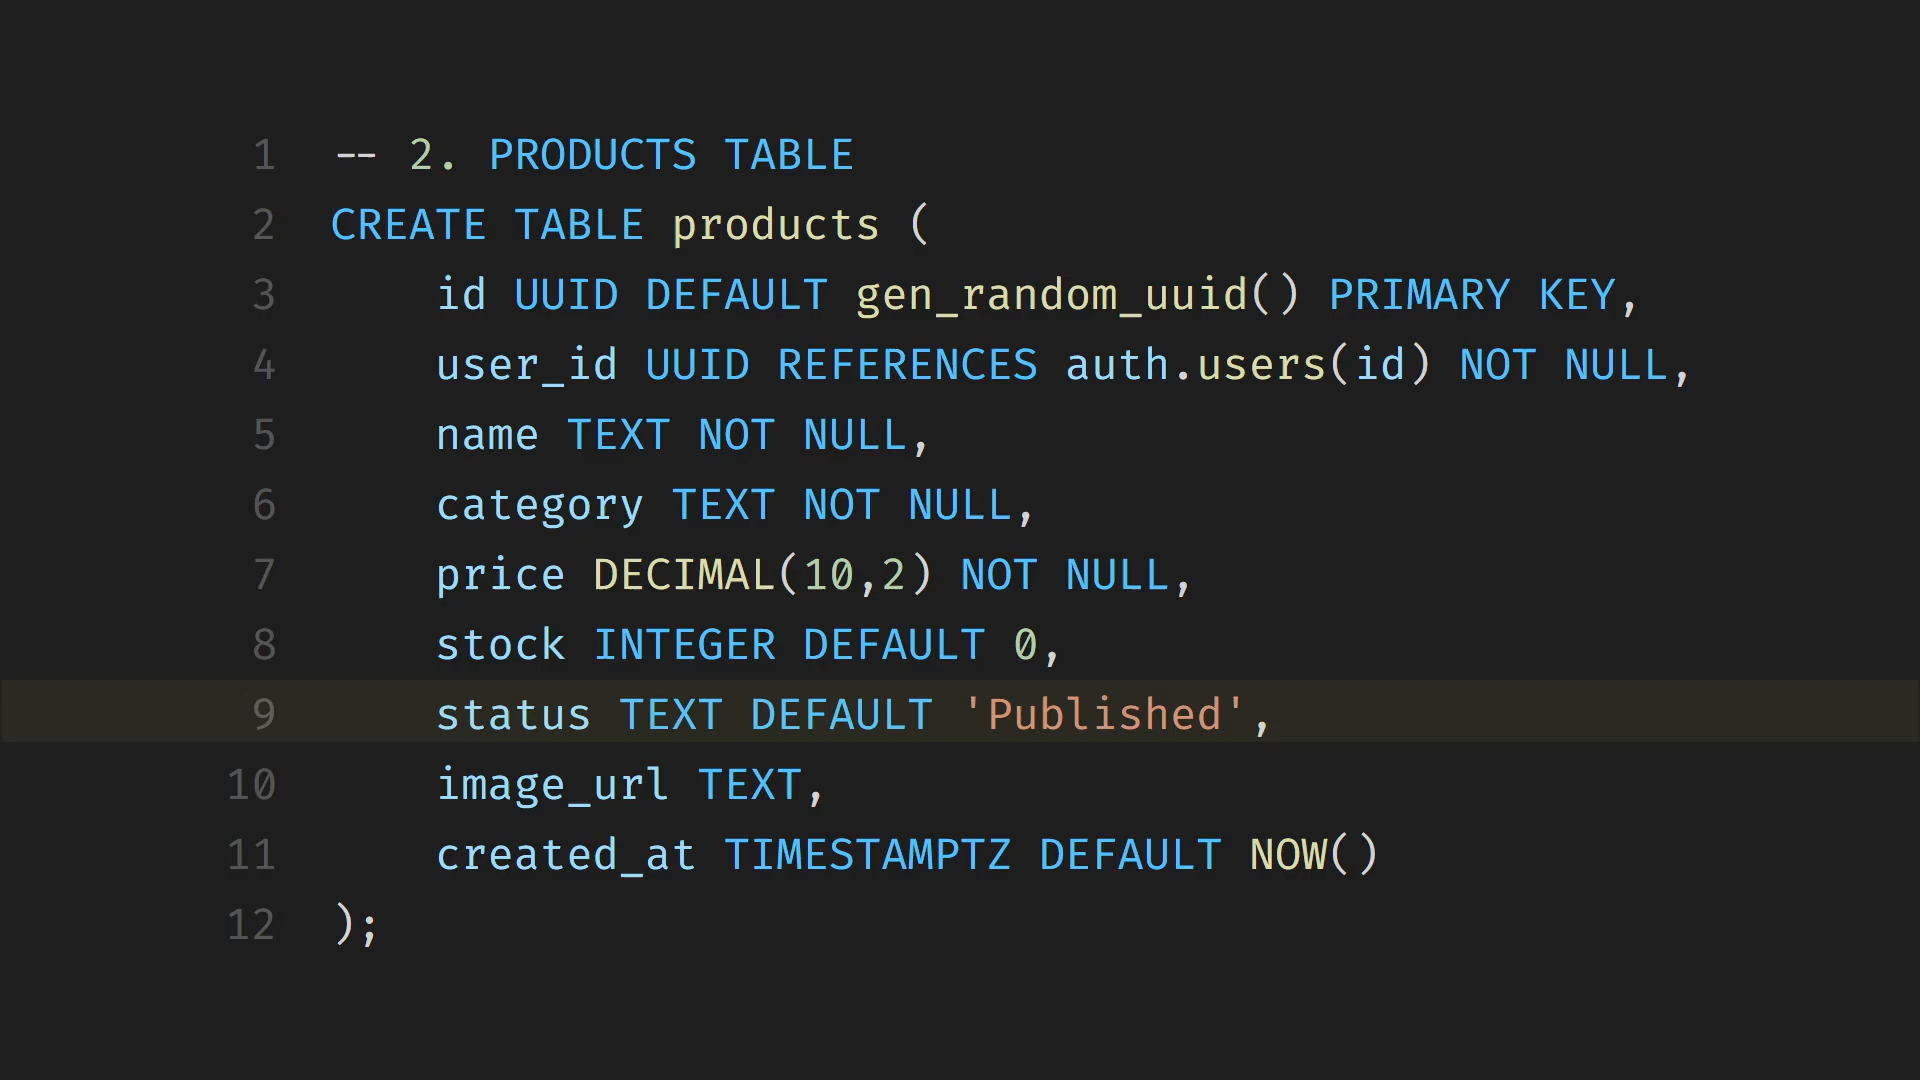 1 -- 2. PRODUCTS TABLE
2 CREATE TABLE products (
3     id UUID DEFAULT gen_random_uuid() PRIMARY KEY,
4     user_id UUID REFERENCES auth.users(id) NOT NULL,
5     name TEXT NOT NULL,
6     category TEXT NOT NULL,
7     price DECIMAL(10,2) NOT NULL,
8     stock INTEGER DEFAULT 0,
9     status TEXT DEFAULT 'Published',
10     image_url TEXT,
11     created_at TIMESTAMPTZ DEFAULT NOW()
12 );